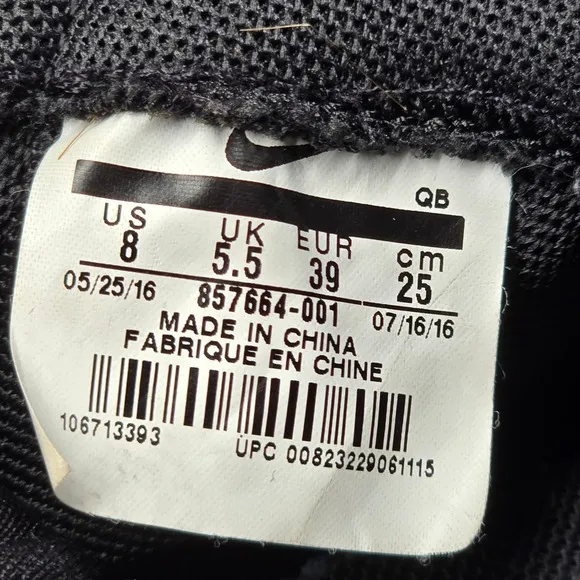 QB
US UK EUR cm
8 5.5 39 25
05/25/16 857664-001 07/16/16
MADE IN CHINA
FABRIQUE EN CHINE
106713393 UPC 00823229061115